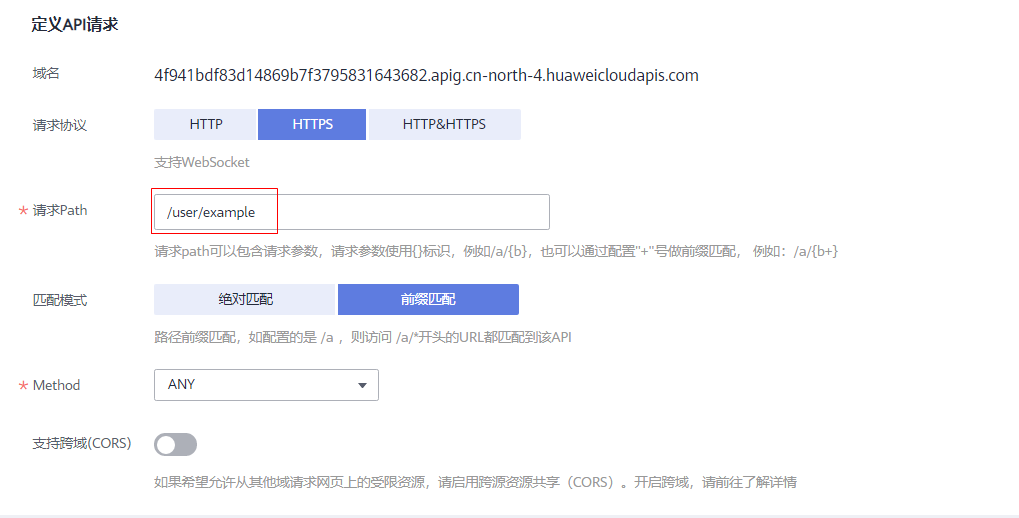 定义API请求
域名 4f941bdf83d14869b7f3795831643682.apig.cn-north-4.huaweicloudapis.com
请求协议 HTTP HTTPS HTTP&HTTPS
支持WebSocket
* 请求Path /user/example
请求path可以包含请求参数，请求参数使用{}标识，例如/a/{b}，也可以通过配置"+"号做前缀匹配， 例如：/a/{b+}
匹配模式 绝对匹配 前缀匹配
路径前缀匹配，如配置的是 /a ，则访问 /a/*开头的URL都匹配到该API
* Method ANY
支持跨域(CORS)
如果希望允许从其他域请求网页上的受限资源，请启用跨源资源共享（CORS）。开启跨域，请前往了解详情